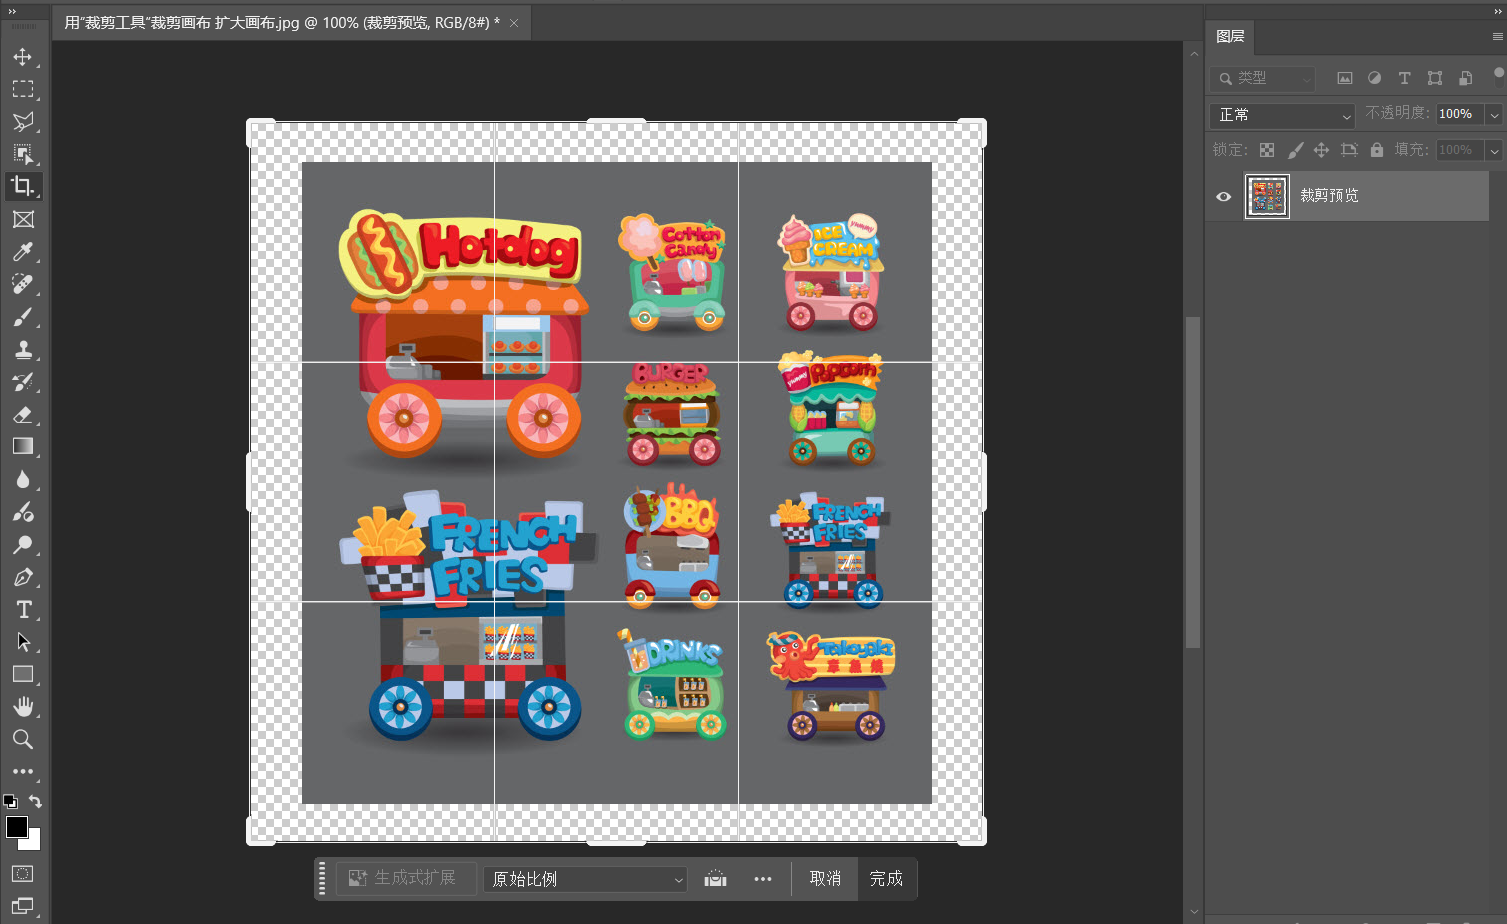 用“裁剪工具”裁剪画布 扩大画布.jpg @ 100% (裁剪预览, RGB/8#) *
图层
类型
正常
不透明度:
100%
锁定:
填充:
100%
裁剪预览
Hotdog
Cotton
Candy
ICE
CREAM
yummy
BURGER
Popcorn
yummy
FRENCH
FRIES
BBQ
FRENCH
FRIES
DRINKS
Takoyaki
章魚燒
生成式扩展
原始比例
取消
完成